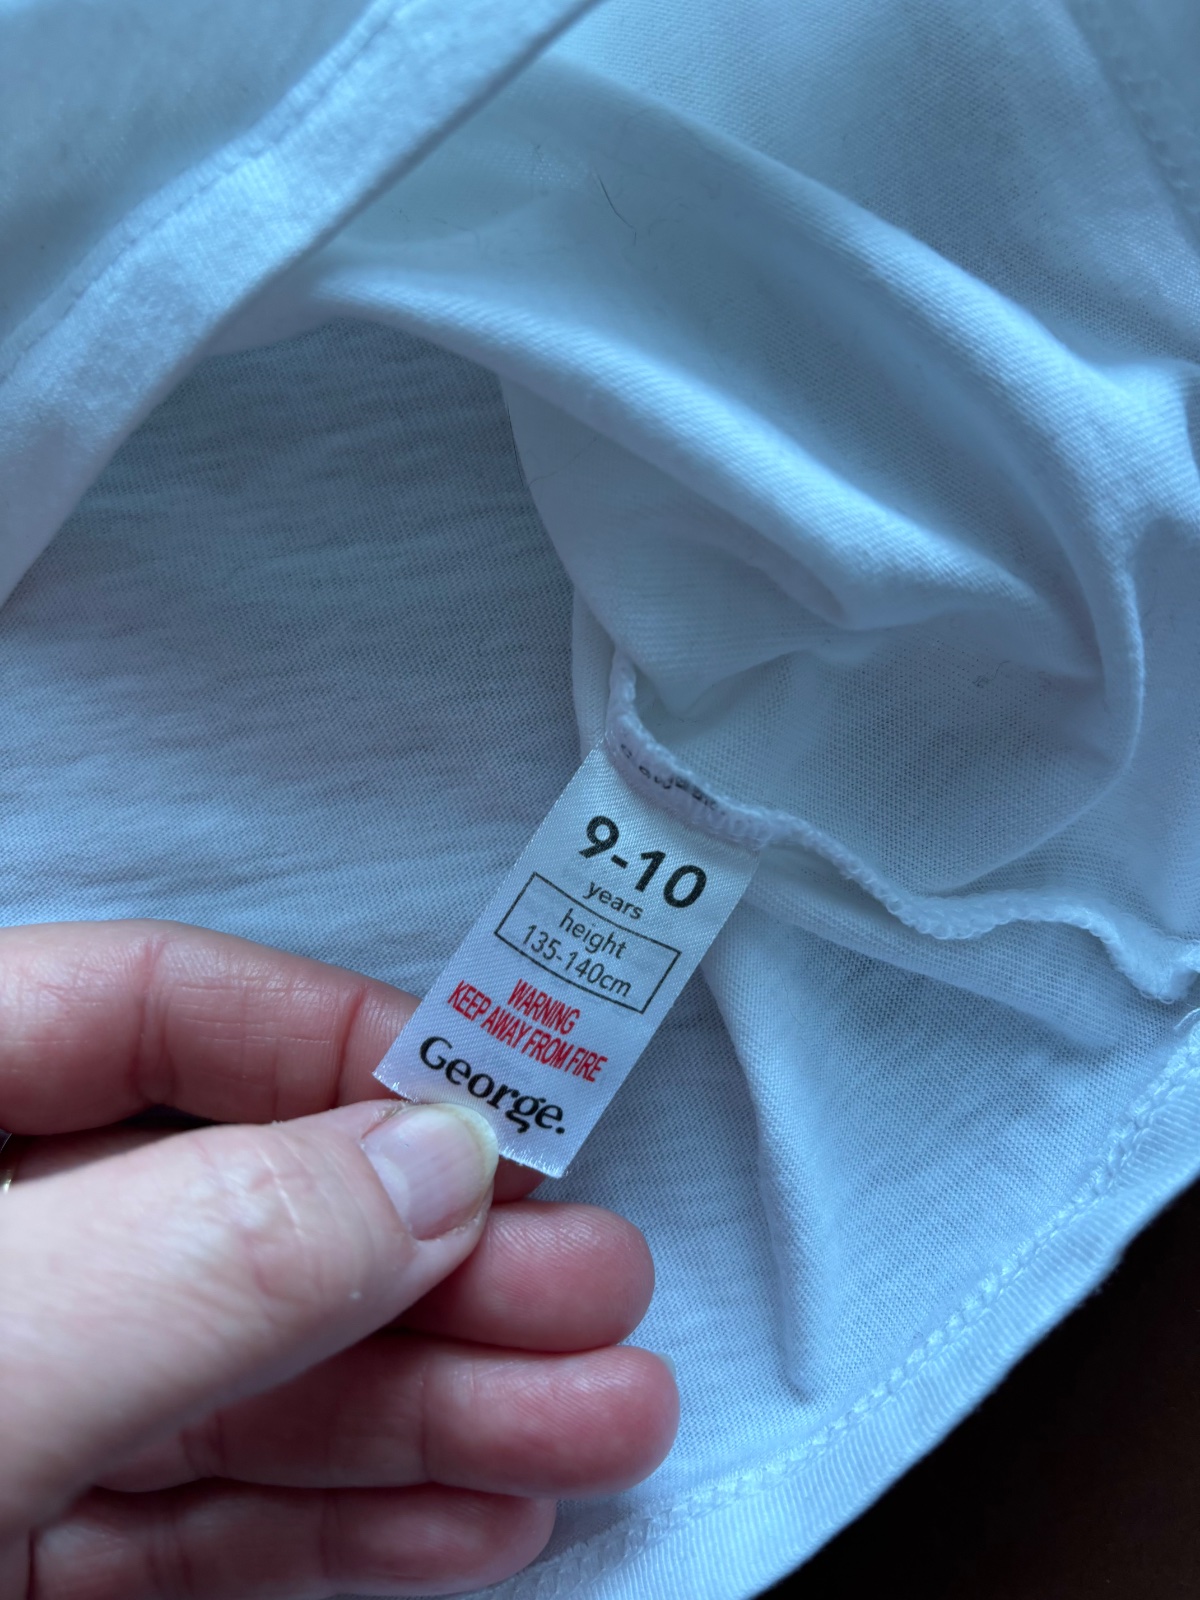 9-10
years
height
135-140cm
WARNING
KEEP AWAY FROM FIRE
George.